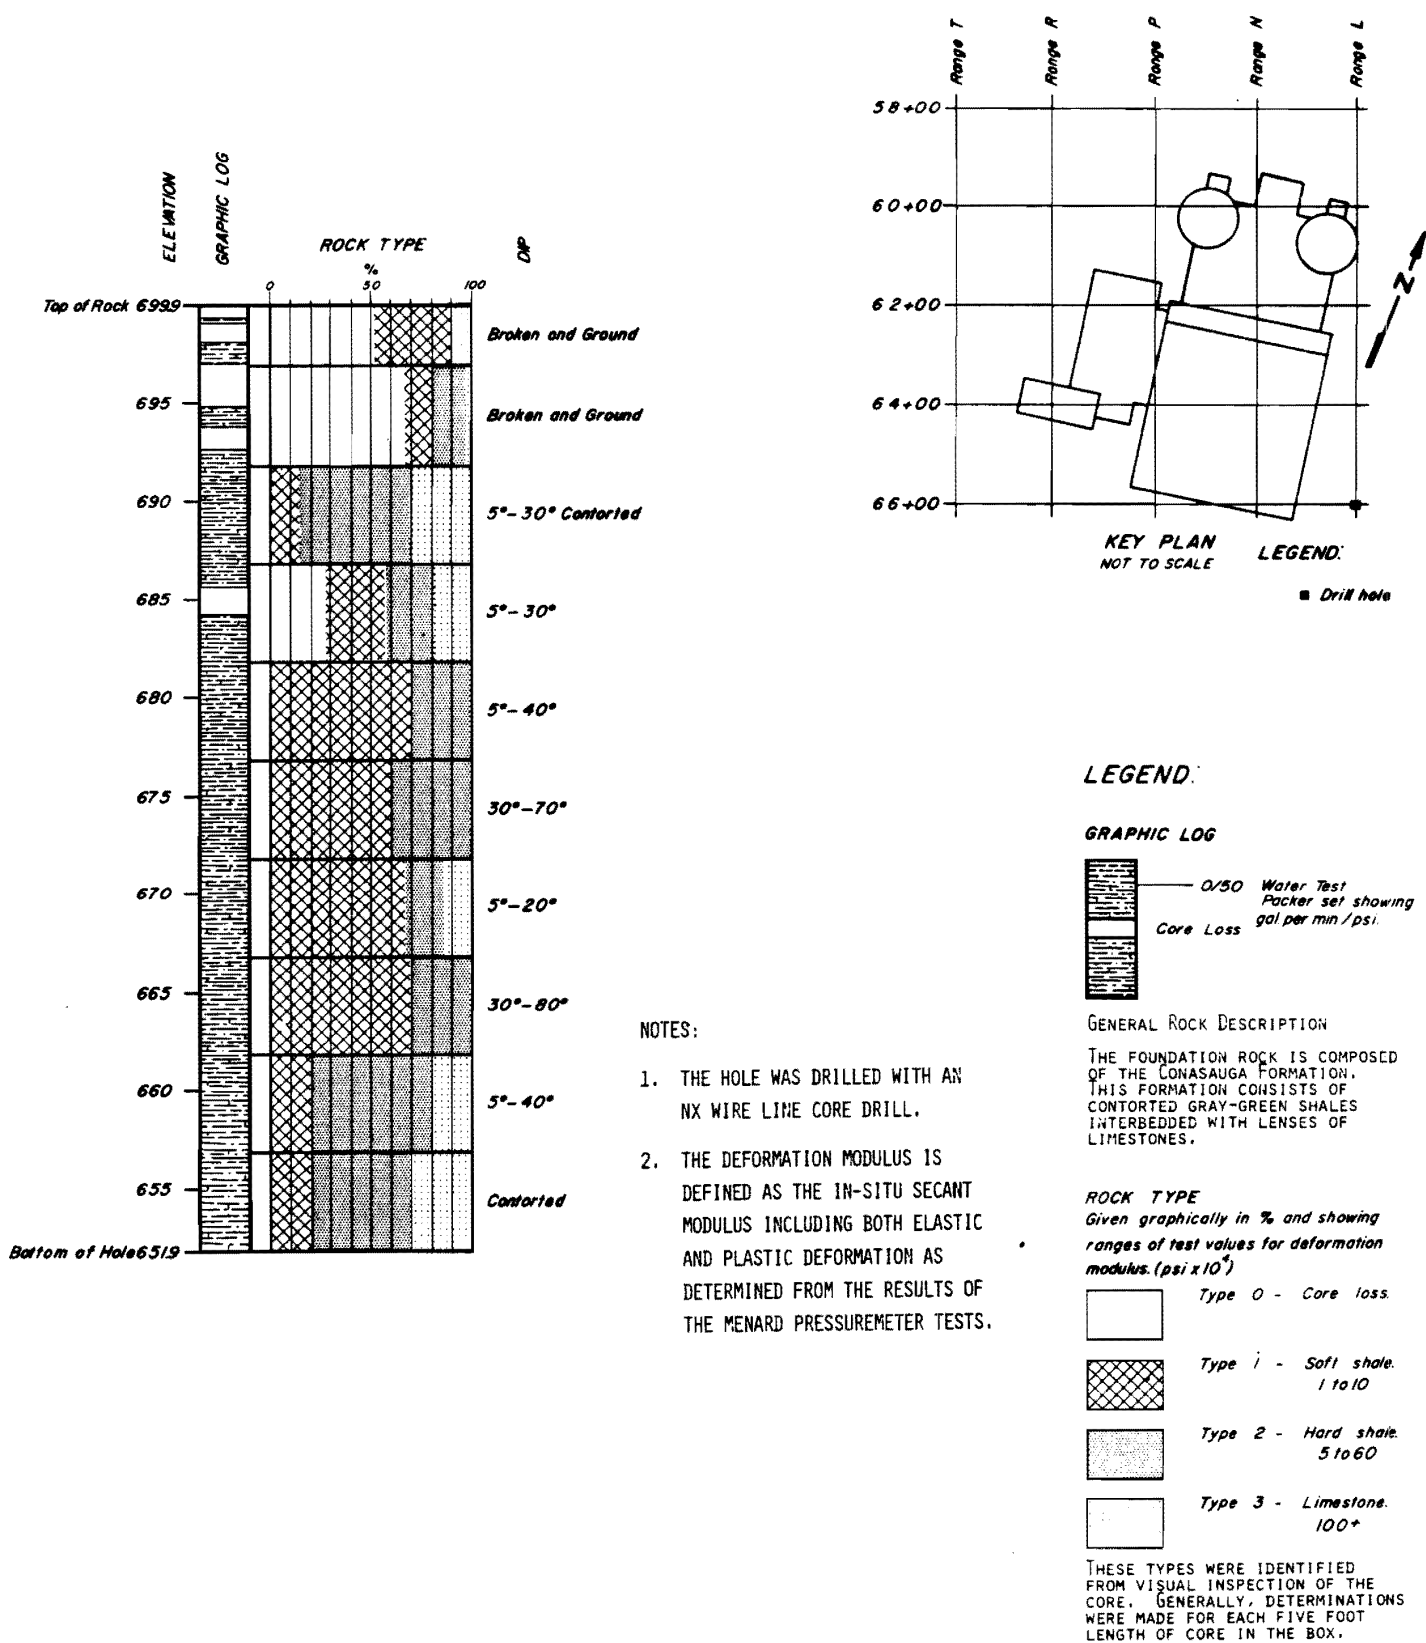 ELEVATION
GRAPHIC LOG
ROCK TYPE
%
0 50 100
DIP
Top of Rock 699.9
Broken and Ground
695
Broken and Ground
690
5°-30° Contorted
685
5°-30°
680
5°-40°
675
30°-70°
670
5°-20°
665
30°-80°
660
5°-40°
655
Contorted
Bottom of Hole 651.9
Range T
Range R
Range P
Range N
Range L
58+00
60+00
62+00
64+00
66+00
N
KEY PLAN
NOT TO SCALE
LEGEND:
Drill hole
NOTES:
1. THE HOLE WAS DRILLED WITH AN
NX WIRE LINE CORE DRILL.
2. THE DEFORMATION MODULUS IS
DEFINED AS THE IN-SITU SECANT
MODULUS INCLUDING BOTH ELASTIC
AND PLASTIC DEFORMATION AS
DETERMINED FROM THE RESULTS OF
THE MENARD PRESSUREMETER TESTS.
LEGEND:
GRAPHIC LOG
0/50 Water Test
Packer set showing
gal per min/psi.
Core Loss
GENERAL ROCK DESCRIPTION
THE FOUNDATION ROCK IS COMPOSED
OF THE CONASAUGA FORMATION.
THIS FORMATION CONSISTS OF
CONTORTED GRAY-GREEN SHALES
INTERBEDDED WITH LENSES OF
LIMESTONES.
ROCK TYPE
Given graphically in % and showing
ranges of test values for deformation
modulus. (psi x 10⁴)
Type 0 - Core loss.
Type 1 - Soft shale.
1 to 10
Type 2 - Hard shale.
5 to 60
Type 3 - Limestone.
100+
THESE TYPES WERE IDENTIFIED
FROM VISUAL INSPECTION OF THE
CORE. GENERALLY, DETERMINATIONS
WERE MADE FOR EACH FIVE FOOT
LENGTH OF CORE IN THE BOX.